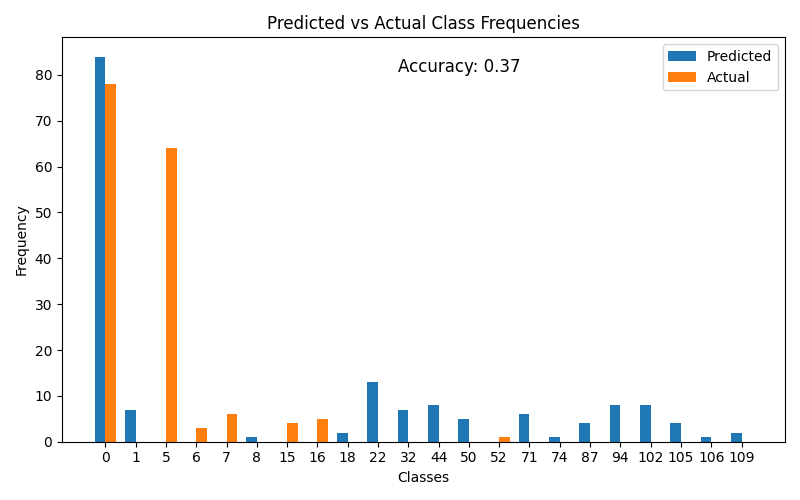 Predicted vs Actual Class Frequencies
Accuracy: 0.37
Predicted
Actual
Frequency
80
70
60
50
40
30
20
10
0
0 1 5 6 7 8 15 16 18 22 32 44 50 52 71 74 87 94 102 105 106 109
Classes